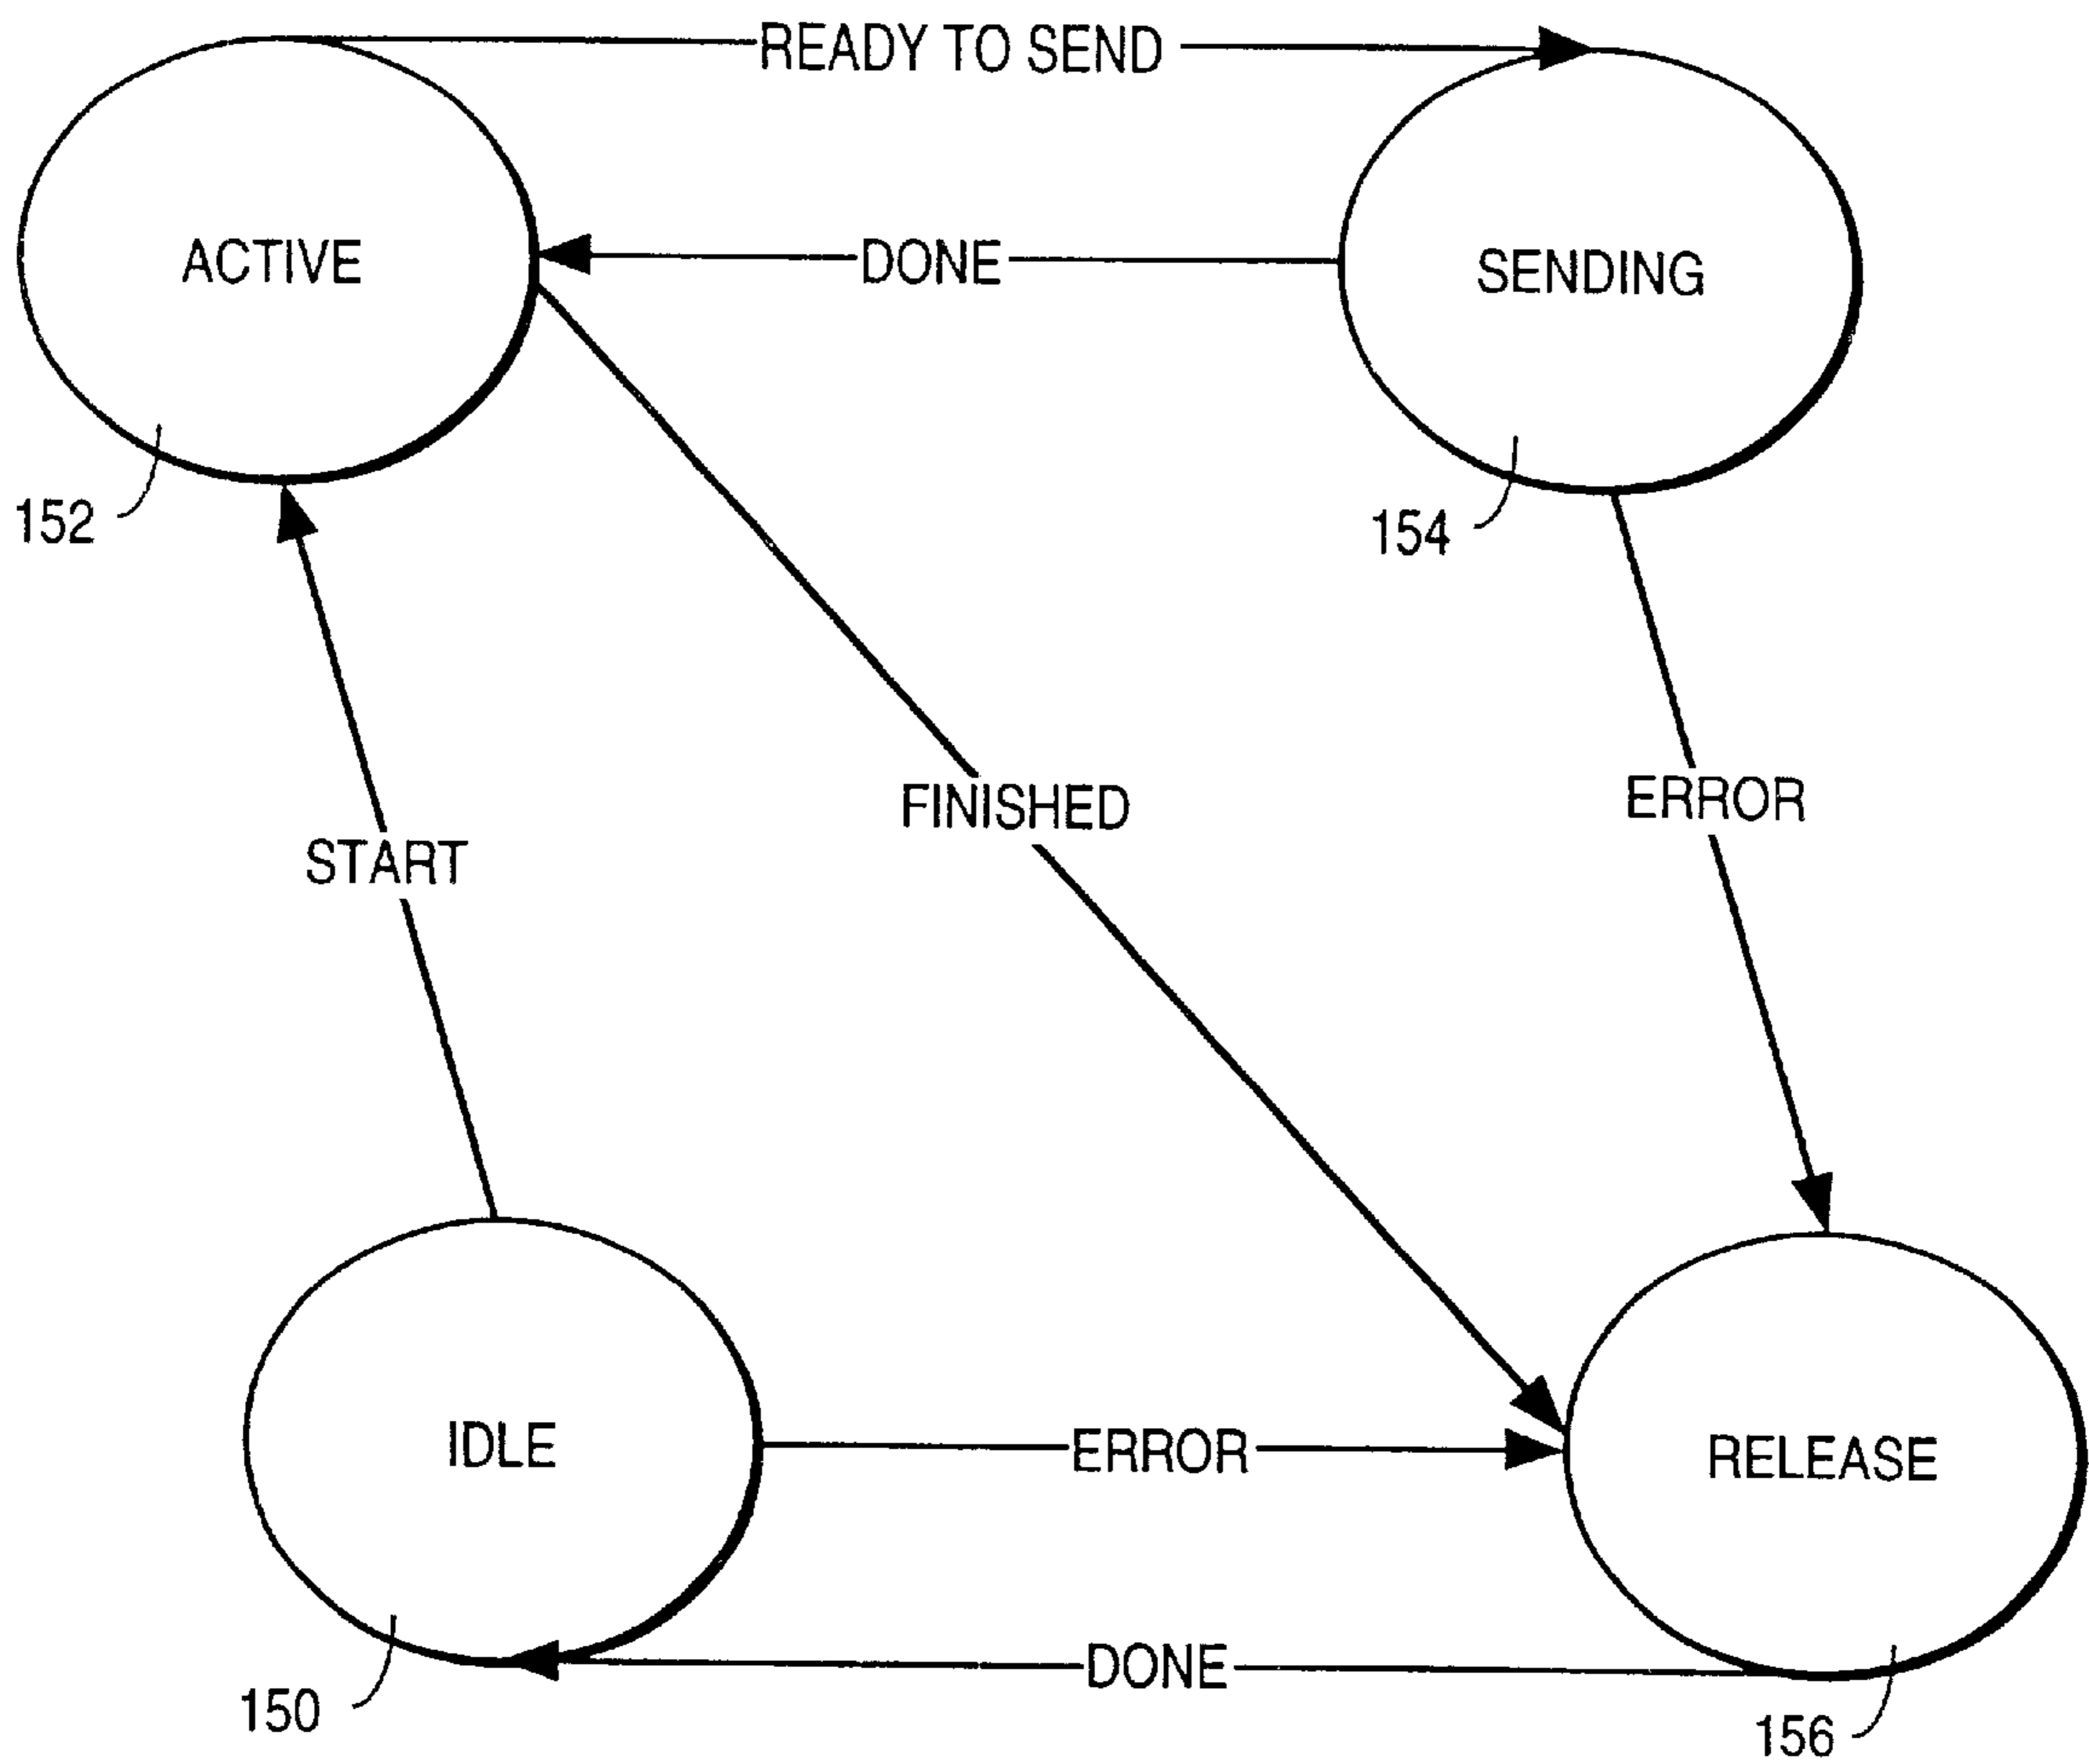 READY TO SEND
ACTIVE
DONE
SENDING
152
154
FINISHED
ERROR
START
IDLE
ERROR
RELEASE
DONE
150
156